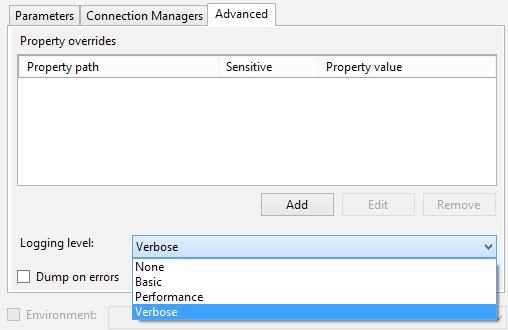 Parameters Connection Managers Advanced
Property overrides
Property path Sensitive Property value
Add Edit Remove
Logging level: Verbose
None
Basic
Performance
Verbose
Dump on errors
Environment: